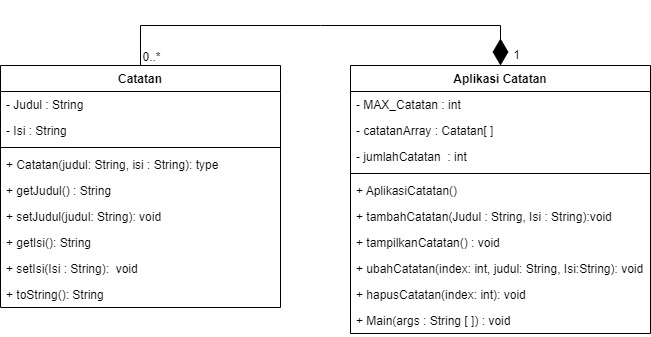 0..*
1
Catatan
- Judul : String
- Isi : String
+ Catatan(judul: String, isi : String): type
+ getJudul() : String
+ setJudul(judul: String): void
+ getIsi(): String
+ setIsi(Isi : String):  void
+ toString(): String
Aplikasi Catatan
- MAX_Catatan : int
- catatanArray : Catatan[ ]
- jumlahCatatan  : int
+ AplikasiCatatan()
+ tambahCatatan(Judul : String, Isi : String):void
+ tampilkanCatatan() : void
+ ubahCatatan(index: int, judul: String, Isi:String): void
+ hapusCatatan(index: int): void
+ Main(args : String [ ]) : void